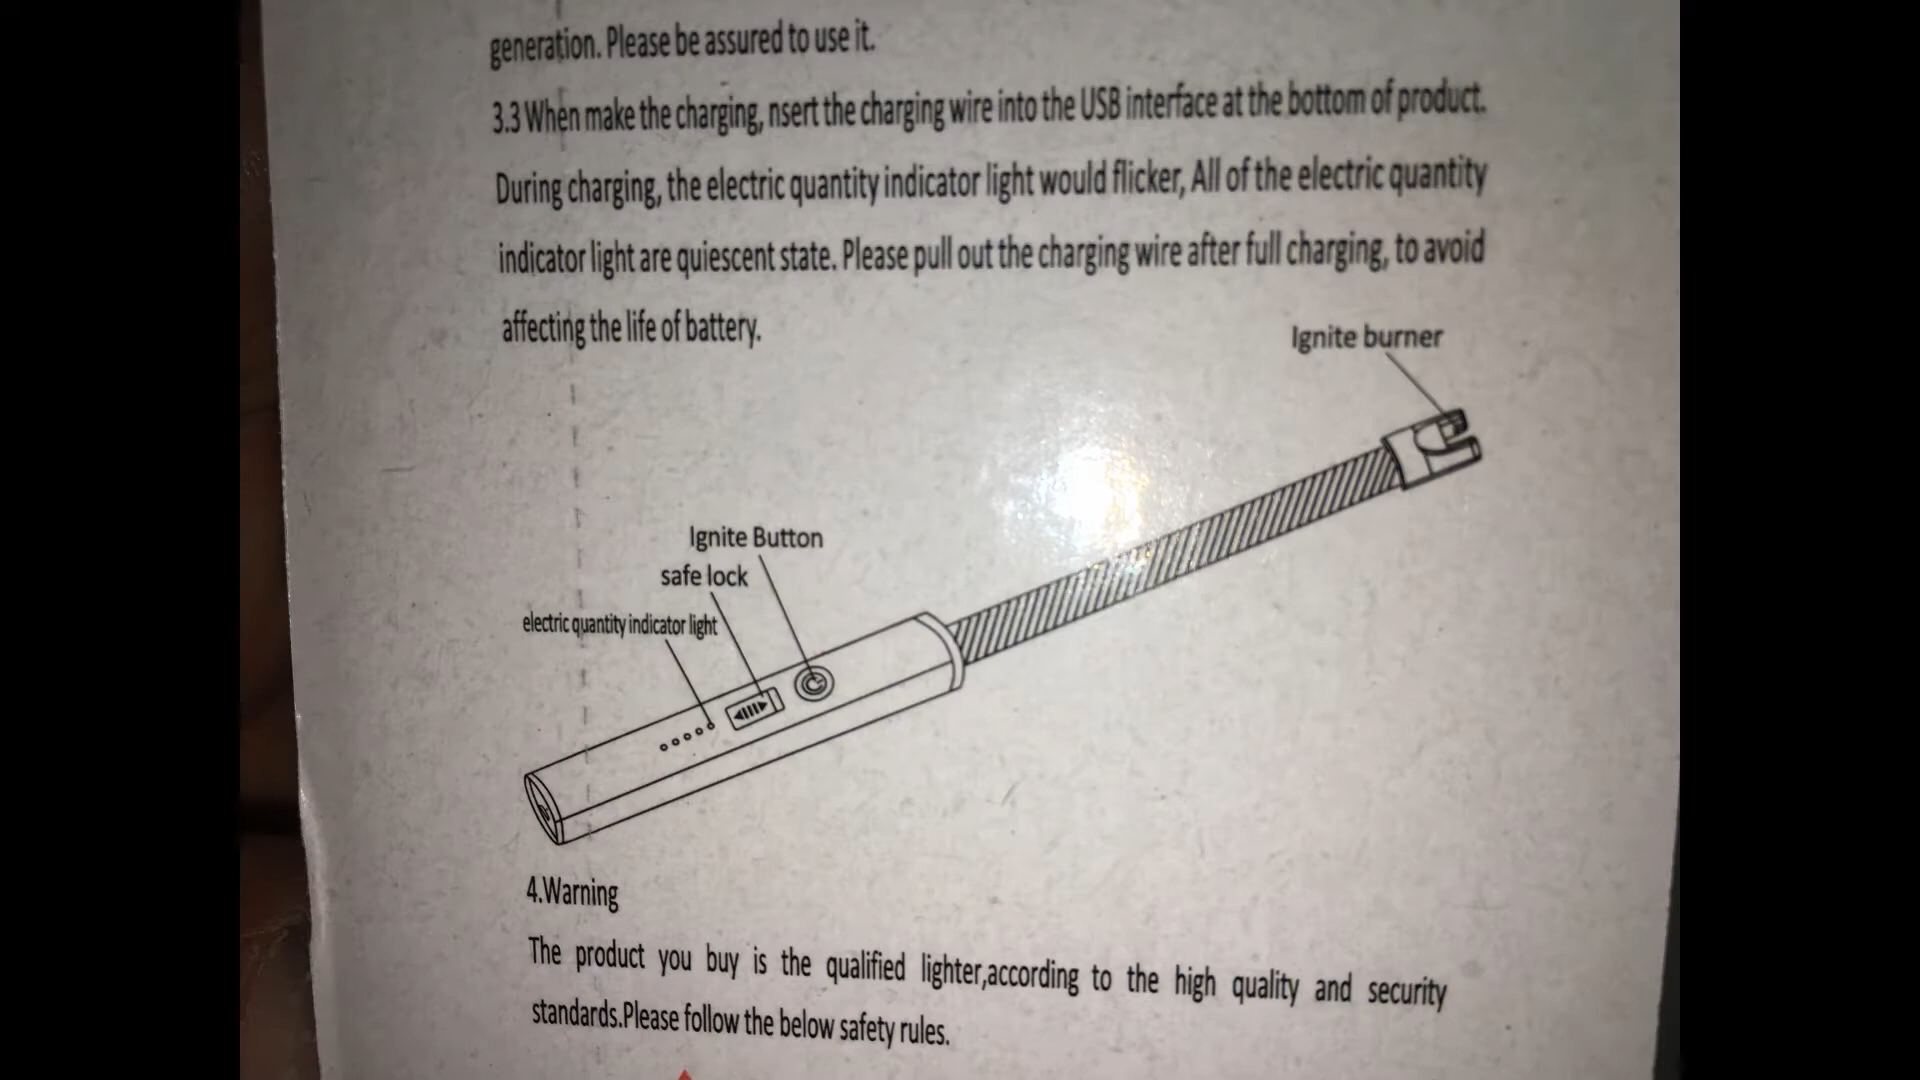 generation. Please be assured to use it.
3.3 When make the charging, nsert the charging wire into the USB interface at the bottom of product.
During charging, the electric quantity indicator light would flicker, All of the electric quantity
indicator light are quiescent state. Please pull out the charging wire after full charging, to avoid
affecting the life of battery.
Ignite burner
Ignite Button
safe lock
electric quantity indicator light
4.Warning
The product you buy is the qualified lighter,according to the high quality and security
standards.Please follow the below safety rules.